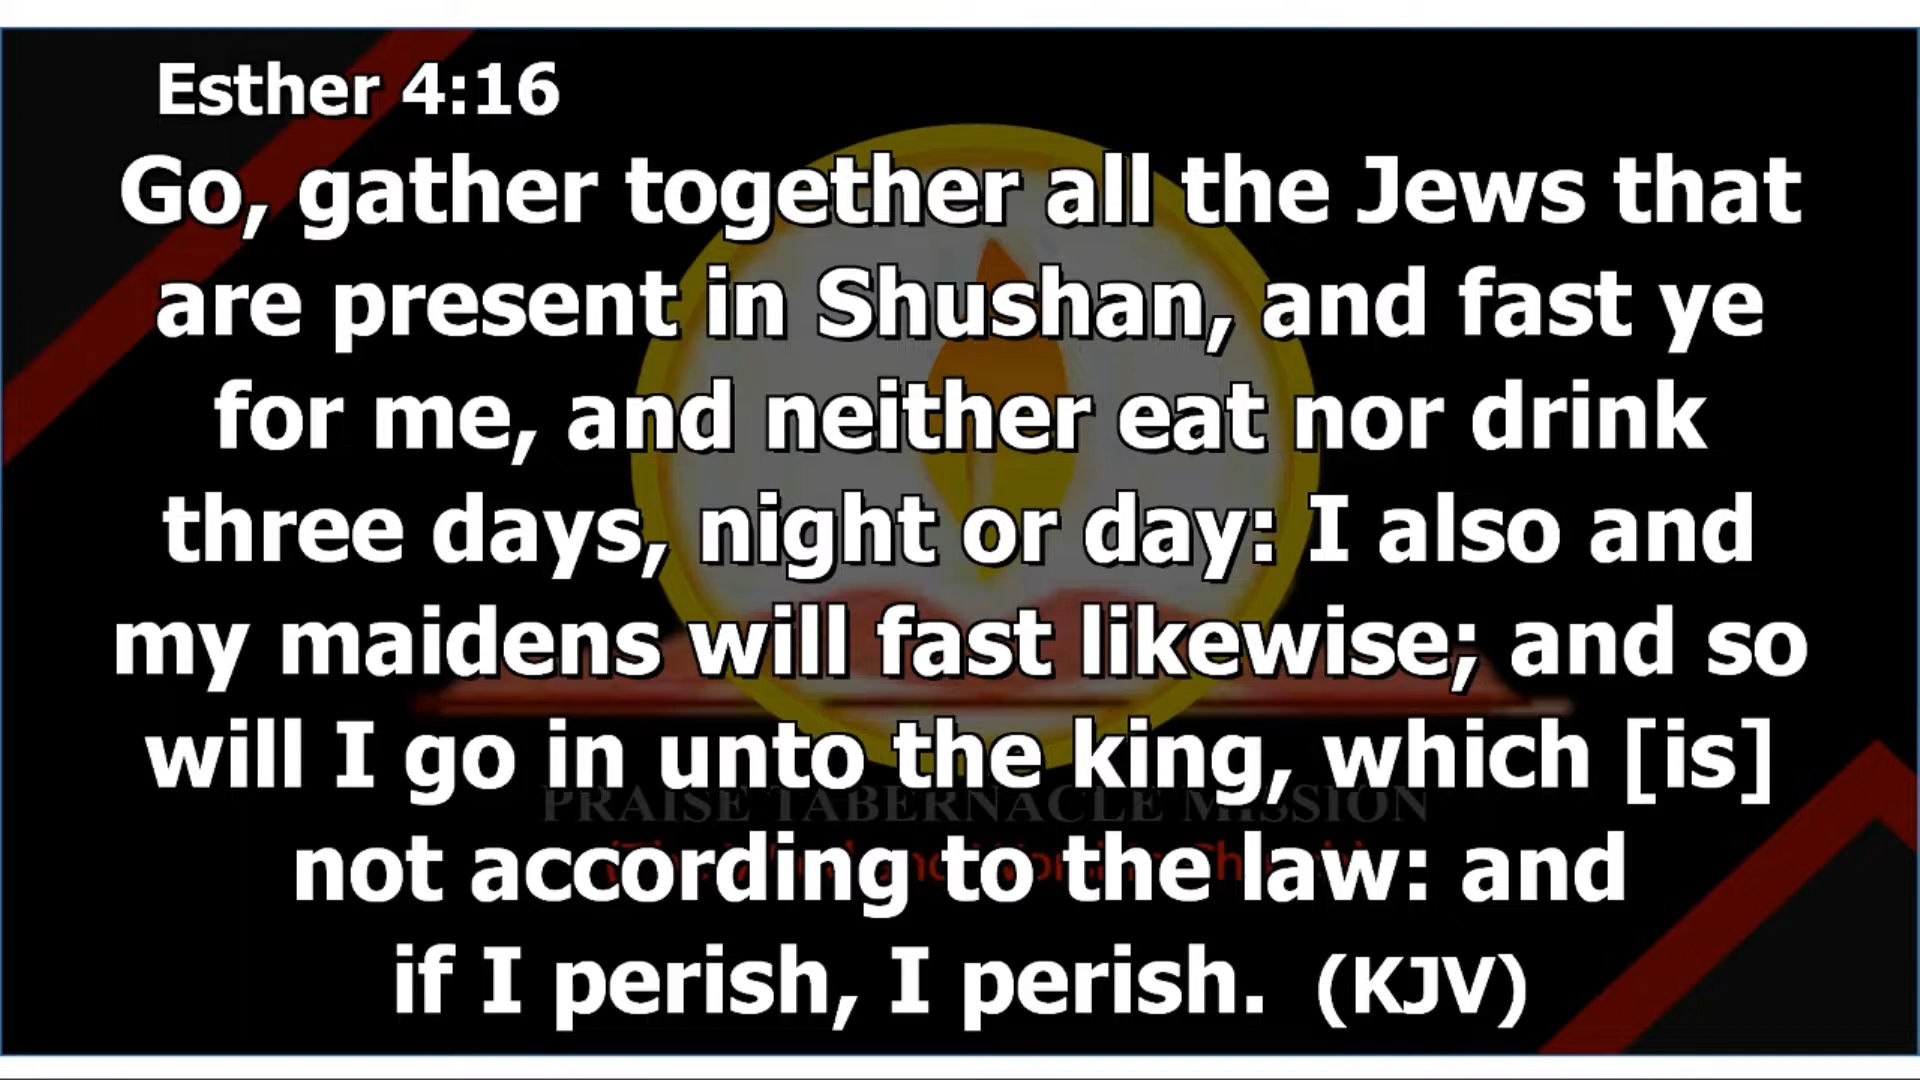 Esther 4:16
Go, gather together all the Jews that
are present in Shushan, and fast ye
for me, and neither eat nor drink
three days, night or day: I also and
my maidens will fast likewise; and so
will I go in unto the king, which [is]
PRAISE TABERNACLE MISSION
not according to the law: and
if I perish, I perish. (KJV)